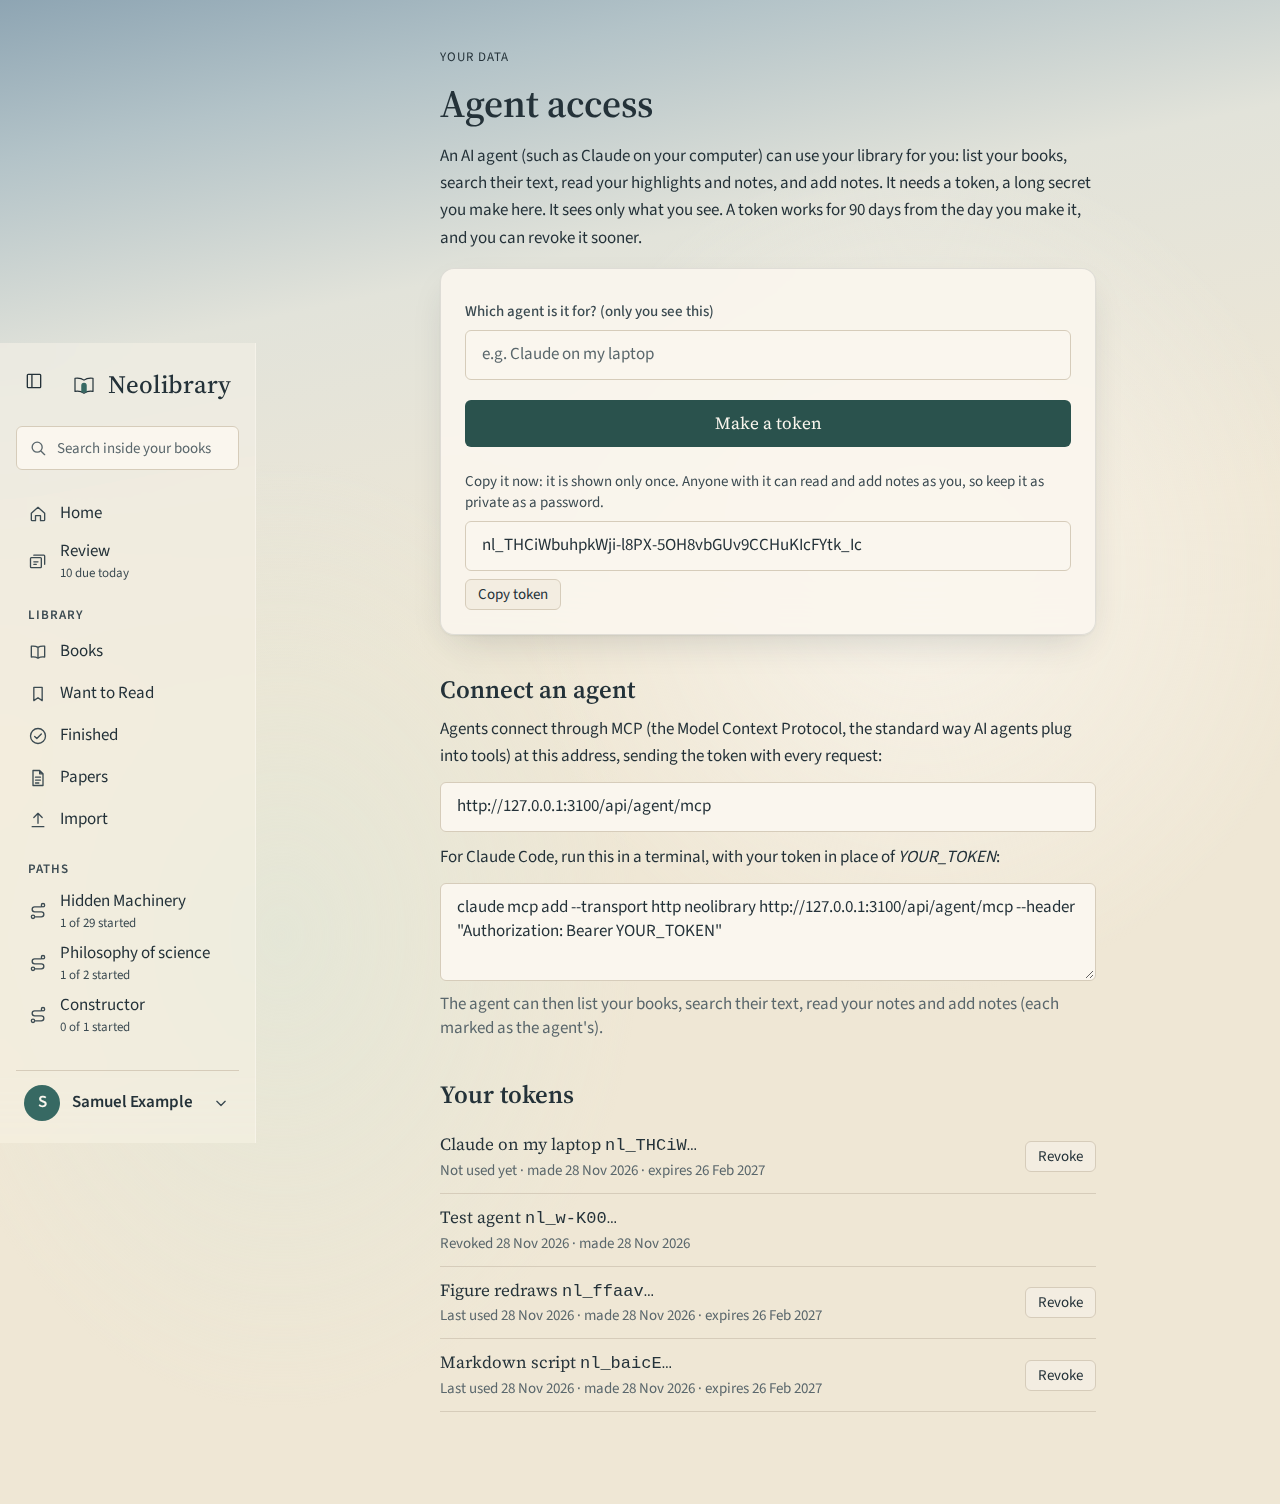 YOUR DATA
Agent access
An AI agent (such as Claude on your computer) can use your library for you: list your books,
search their text, read your highlights and notes, and add notes. It needs a token, a long secret
you make here. It sees only what you see. A token works for 90 days from the day you make it,
and you can revoke it sooner.
Which agent is it for? (only you see this)
e.g. Claude on my laptop
Make a token
Copy it now: it is shown only once. Anyone with it can read and add notes as you, so keep it as
private as a password.
nl_THCiWbuhpkWji-l8PX-5OH8vbGUv9CCHuKIcFYtk_Ic
Copy token
Connect an agent
Agents connect through MCP (the Model Context Protocol, the standard way AI agents plug
into tools) at this address, sending the token with every request:
http://127.0.0.1:3100/api/agent/mcp
For Claude Code, run this in a terminal, with your token in place of YOUR_TOKEN:
claude mcp add --transport http neolibrary http://127.0.0.1:3100/api/agent/mcp --header
"Authorization: Bearer YOUR_TOKEN"
The agent can then list your books, search their text, read your notes and add notes (each
marked as the agent's).
Your tokens
Claude on my laptop nl_THCiW…
Not used yet · made 28 Nov 2026 · expires 26 Feb 2027
Revoke
Test agent nl_w-K00…
Revoked 28 Nov 2026 · made 28 Nov 2026
Figure redraws nl_ffaav…
Last used 28 Nov 2026 · made 28 Nov 2026 · expires 26 Feb 2027
Revoke
Markdown script nl_baicE…
Last used 28 Nov 2026 · made 28 Nov 2026 · expires 26 Feb 2027
Revoke
Neolibrary
Search inside your books
Home
Review
10 due today
LIBRARY
Books
Want to Read
Finished
Papers
Import
PATHS
Hidden Machinery
1 of 29 started
Philosophy of science
1 of 2 started
Constructor
0 of 1 started
S
Samuel Example